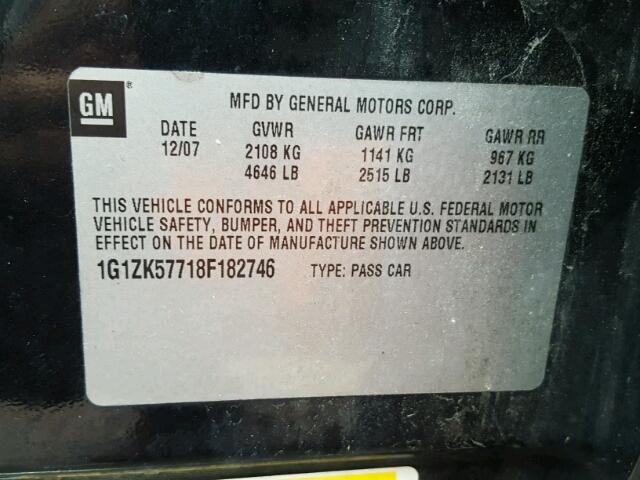 GM ®
MFD BY GENERAL MOTORS CORP.
DATE GVWR GAWR FRT GAWR RR
12/07 2108 KG 1141 KG 967 KG
4646 LB 2515 LB 2131 LB
THIS VEHICLE CONFORMS TO ALL APPLICABLE U.S. FEDERAL MOTOR
VEHICLE SAFETY, BUMPER, AND THEFT PREVENTION STANDARDS IN
EFFECT ON THE DATE OF MANUFACTURE SHOWN ABOVE.
1G1ZK57718F182746 TYPE: PASS CAR